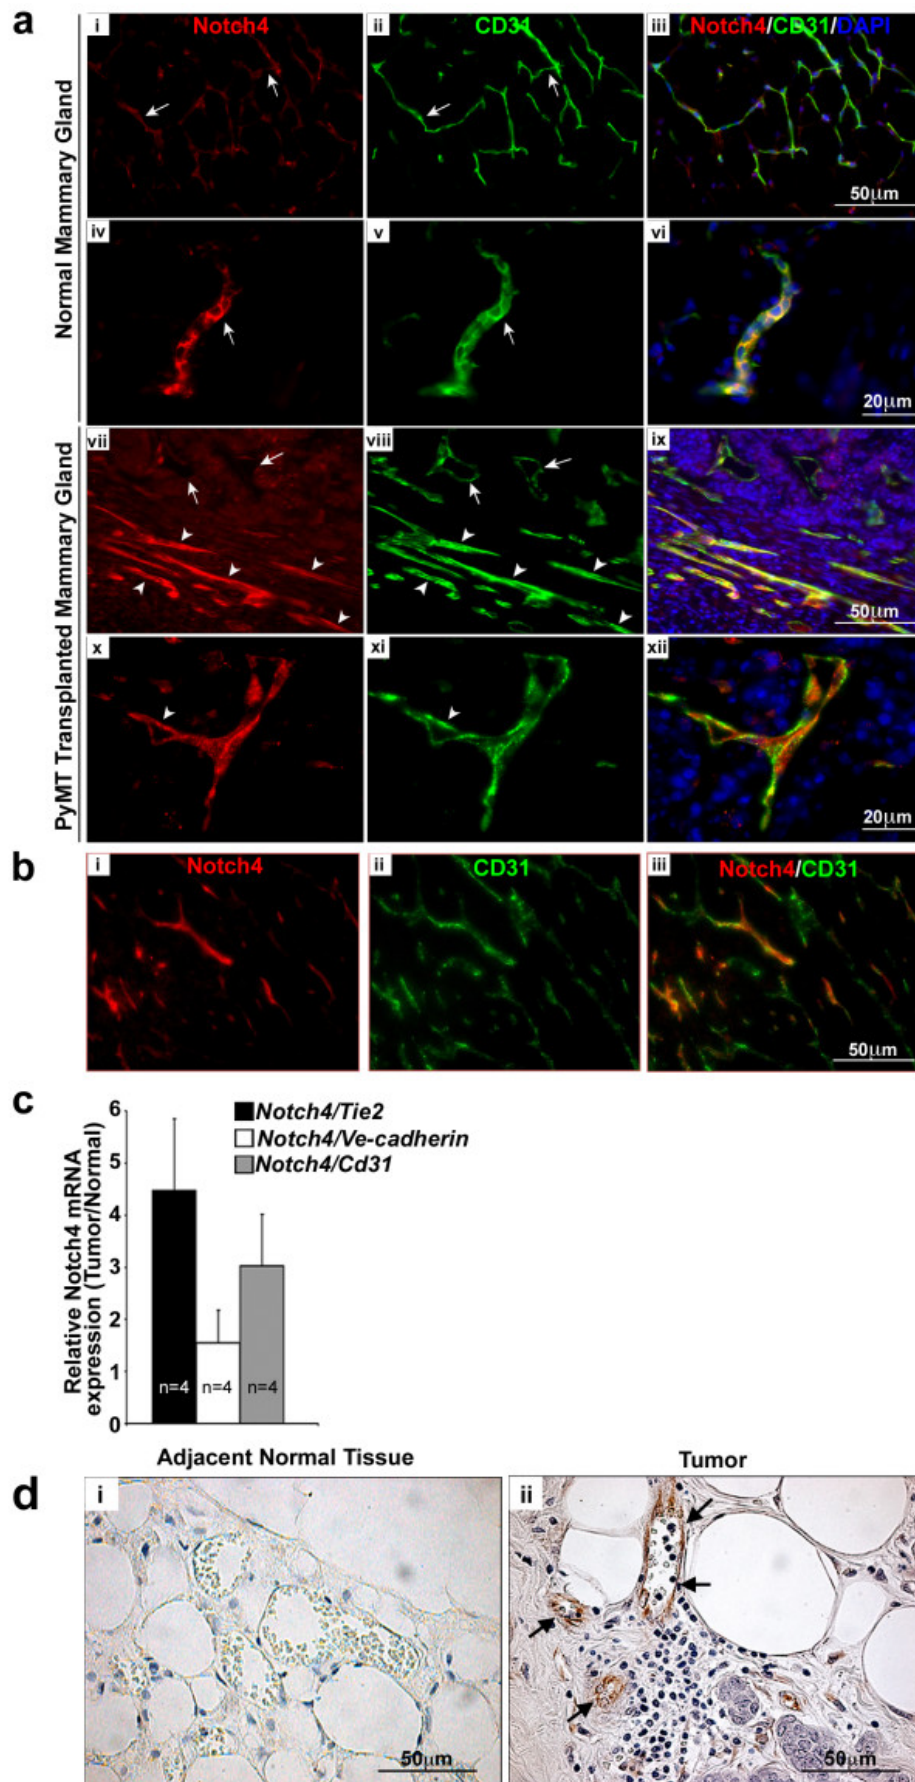 a
i Notch4
ii CD31
iii Notch4/CD31/DAPI
50μm
Normal Mammary Gland
iv
v
vi
20μm
vii
viii
ix
50μm
PyMT Transplanted Mammary Gland
x
xi
xii
20μm
b
i Notch4
ii CD31
iii Notch4/CD31
50μm
c
Relative Notch4 mRNA
expression (Tumor/Normal)
6
5
4
3
2
1
0
Notch4/Tie2
Notch4/Ve-cadherin
Notch4/Cd31
n=4 n=4 n=4
Adjacent Normal Tissue
Tumor
d
i
50μm
ii
50μm